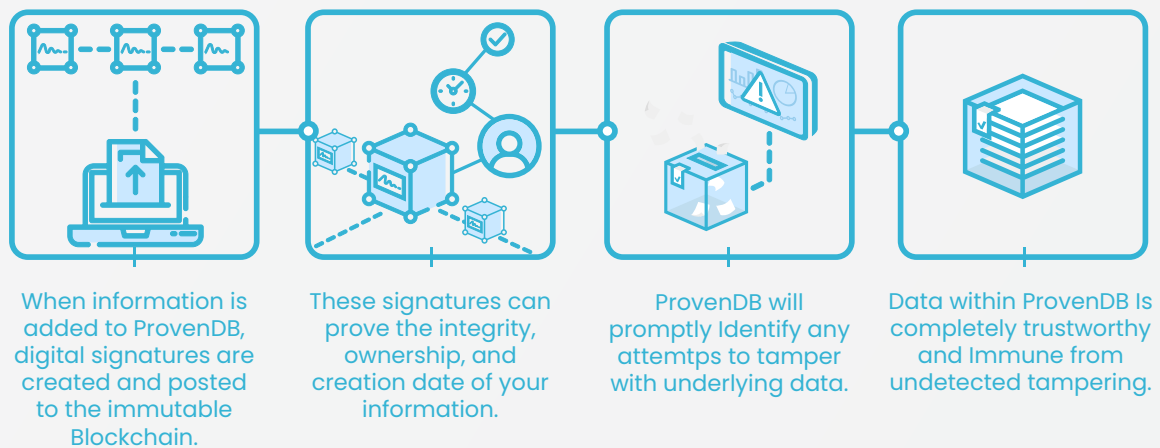 When information is
added to ProvenDB,
digital signatures are
created and posted
to the immutable
Blockchain.
These signatures can
prove the integrity,
ownership, and
creation date of your
information.
ProvenDB will
promptly Identify any
attemtps to tamper
with underlying data.
Data within ProvenDB Is
completely trustworthy
and Immune from
undetected tampering.